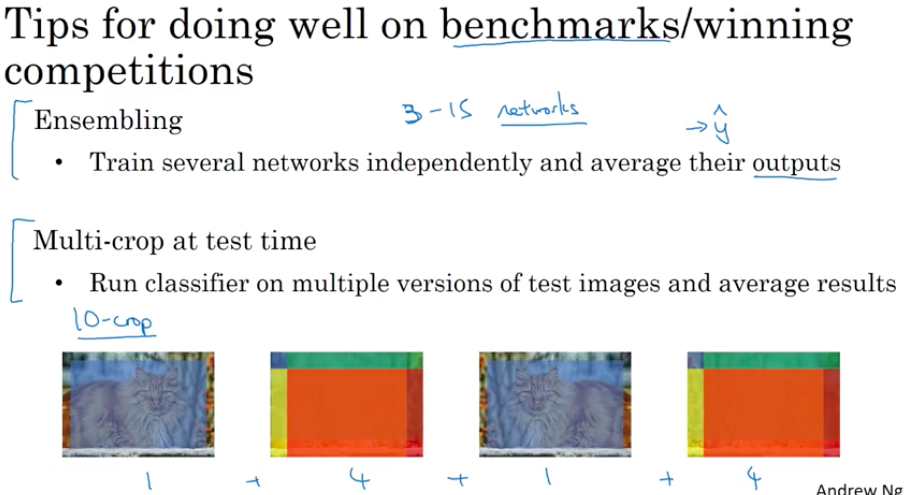 Tips for doing well on benchmarks/winning
competitions
Ensembling
3-15 networks
→ ŷ
• Train several networks independently and average their outputs
Multi-crop at test time
• Run classifier on multiple versions of test images and average results
10-crop
1 + 4 + 1 + 4
Andrew Ng